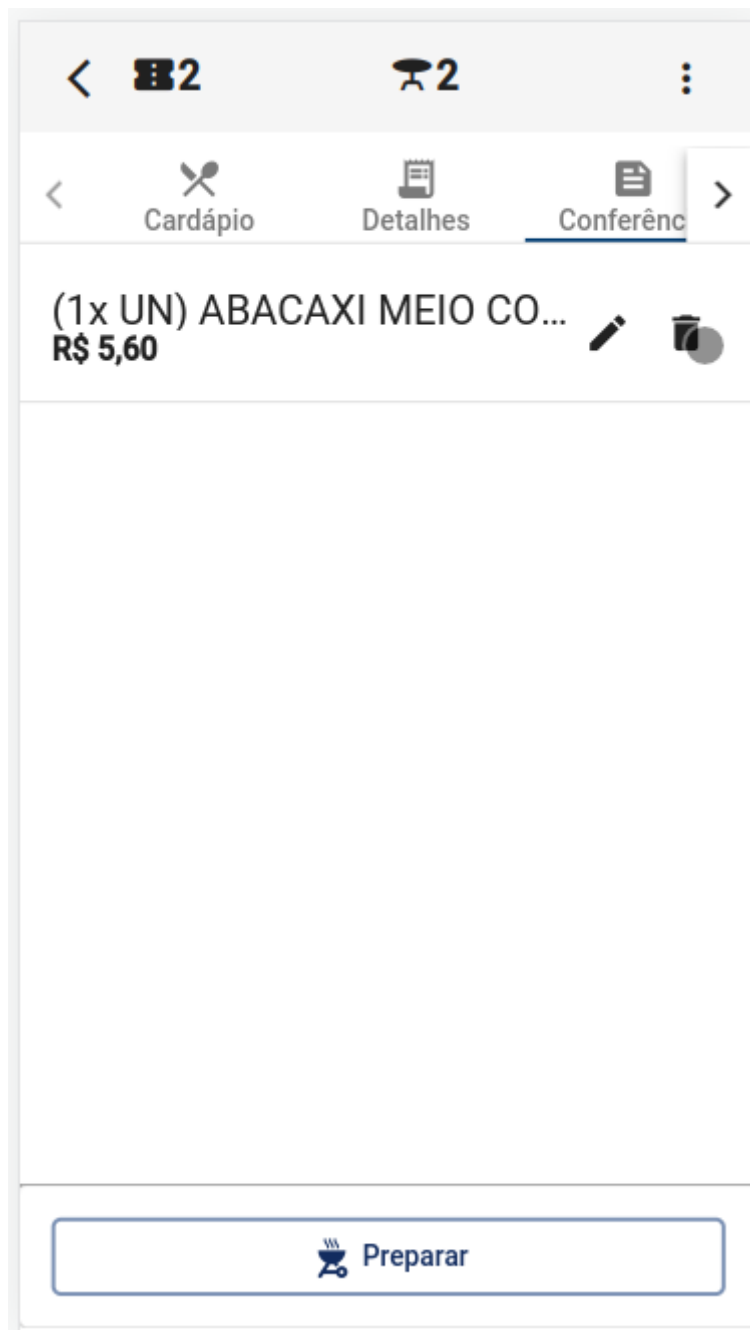 2 2
Cardápio Detalhes Conferênc
(1x UN) ABACAXI MEIO CO...
R$ 5,60
Preparar